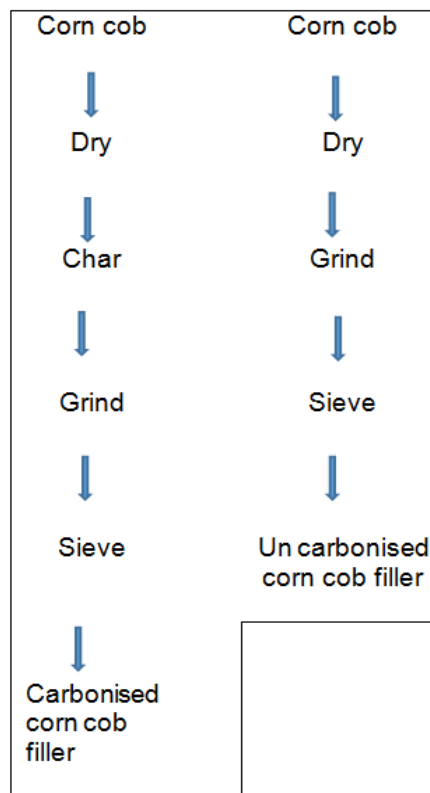 Corn cob
Dry
Char
Grind
Sieve
Carbonised
corn cob
filler
Corn cob
Dry
Grind
Sieve
Un carbonised
corn cob filler